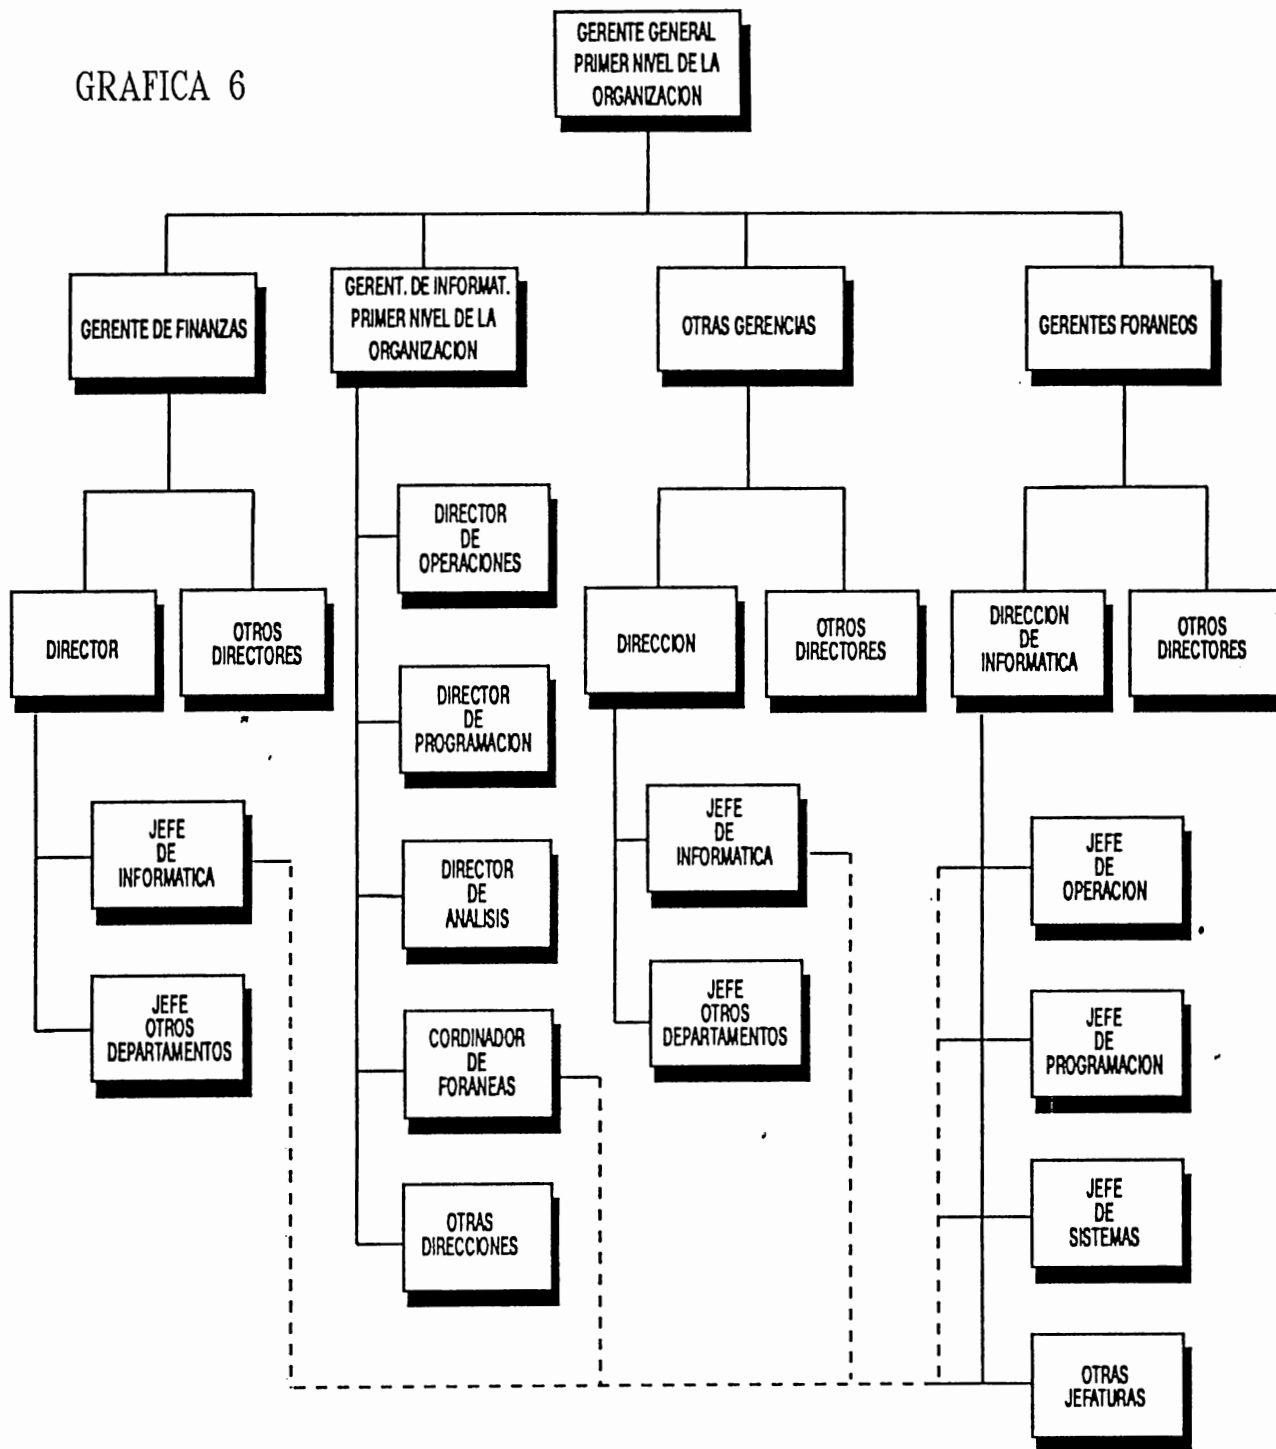 GRAFICA 6
GERENTE GENERAL
PRIMER NIVEL DE LA
ORGANIZACION
GERENTE DE FINANZAS
GERENT. DE INFORMAT.
PRIMER NIVEL DE LA
ORGANIZACION
OTRAS GERENCIAS
GERENTES FORANEOS
DIRECTOR
OTROS
DIRECTORES
JEFE
DE
INFORMATICA
JEFE
OTROS
DEPARTAMENTOS
DIRECTOR
DE
OPERACIONES
DIRECTOR
DE
PROGRAMACION
DIRECTOR
DE
ANALISIS
CORDINADOR
DE
FORANEAS
OTRAS
DIRECCIONES
DIRECCION
OTROS
DIRECTORES
JEFE
DE
INFORMATICA
JEFE
OTROS
DEPARTAMENTOS
DIRECCION
DE
INFORMATICA
OTROS
DIRECTORES
JEFE
DE
OPERACION
JEFE
DE
PROGRAMACION
JEFE
DE
SISTEMAS
OTRAS
JEFATURAS